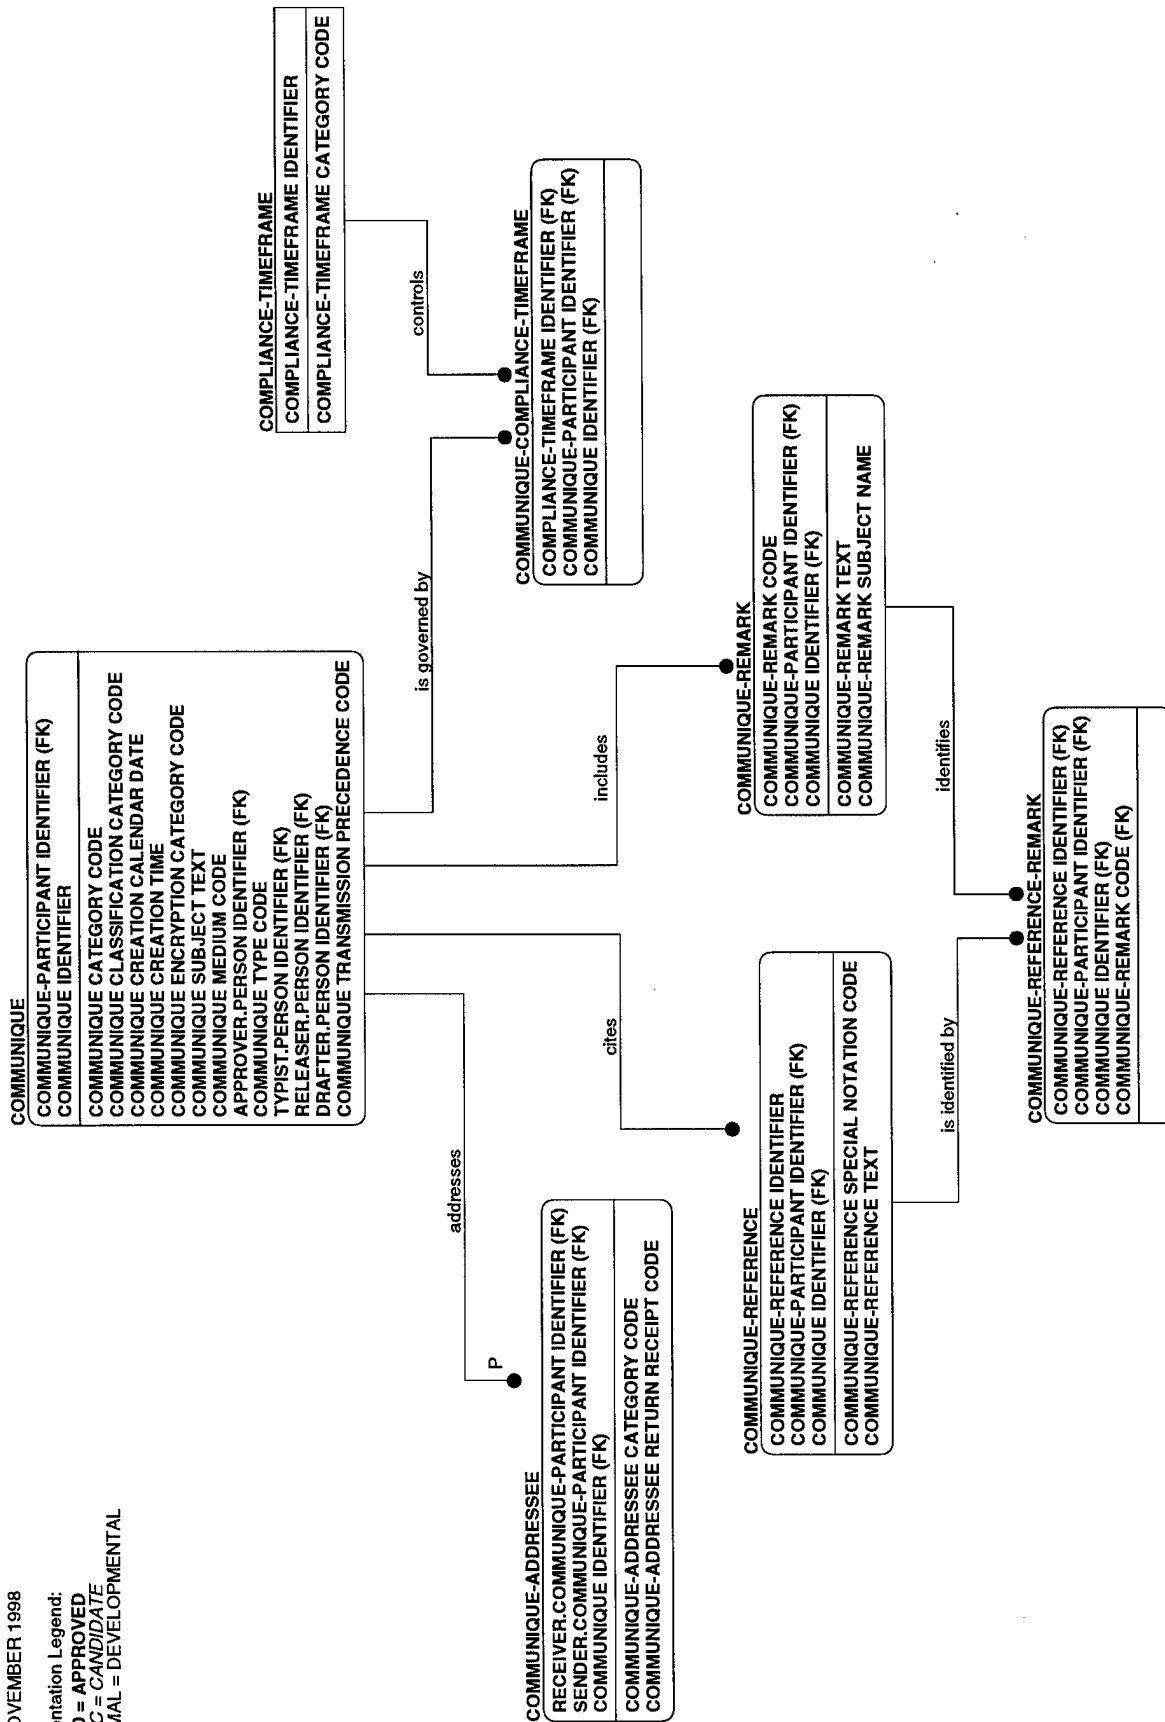 OVEMBER 1998
entation Legend:
D = APPROVED
C = CANDIDATE
MAL = DEVELOPMENTAL
COMMUNIQUE
COMMUNIQUE-PARTICIPANT IDENTIFIER (FK)
COMMUNIQUE IDENTIFIER
COMMUNIQUE CATEGORY CODE
COMMUNIQUE CLASSIFICATION CATEGORY CODE
COMMUNIQUE CREATION CALENDAR DATE
COMMUNIQUE CREATION TIME
COMMUNIQUE ENCRYPTION CATEGORY CODE
COMMUNIQUE SUBJECT TEXT
COMMUNIQUE MEDIUM CODE
APPROVER.PERSON IDENTIFIER (FK)
COMMUNIQUE TYPE CODE
TYPIST.PERSON IDENTIFIER (FK)
RELEASER.PERSON IDENTIFIER (FK)
DRAFTER.PERSON IDENTIFIER (FK)
COMMUNIQUE TRANSMISSION PRECEDENCE CODE
COMPLIANCE-TIMEFRAME
COMPLIANCE-TIMEFRAME IDENTIFIER
COMPLIANCE-TIMEFRAME CATEGORY CODE
addresses
P
cites
includes
is governed by
controls
COMMUNIQUE-ADDRESSEE
RECEIVER.COMMUNIQUE-PARTICIPANT IDENTIFIER (FK)
SENDER.COMMUNIQUE-PARTICIPANT IDENTIFIER (FK)
COMMUNIQUE IDENTIFIER (FK)
COMMUNIQUE-ADDRESSEE CATEGORY CODE
COMMUNIQUE-ADDRESSEE RETURN RECEIPT CODE
COMMUNIQUE-COMPLIANCE-TIMEFRAME
COMPLIANCE-TIMEFRAME IDENTIFIER (FK)
COMMUNIQUE-PARTICIPANT IDENTIFIER (FK)
COMMUNIQUE IDENTIFIER (FK)
COMMUNIQUE-REFERENCE
COMMUNIQUE-REFERENCE IDENTIFIER
COMMUNIQUE-PARTICIPANT IDENTIFIER (FK)
COMMUNIQUE IDENTIFIER (FK)
COMMUNIQUE-REFERENCE SPECIAL NOTATION CODE
COMMUNIQUE-REFERENCE TEXT
COMMUNIQUE-REMARK
COMMUNIQUE-REMARK CODE
COMMUNIQUE-PARTICIPANT IDENTIFIER (FK)
COMMUNIQUE IDENTIFIER (FK)
COMMUNIQUE-REMARK TEXT
COMMUNIQUE-REMARK SUBJECT NAME
is identified by
identifies
COMMUNIQUE-REFERENCE-REMARK
COMMUNIQUE-REFERENCE IDENTIFIER (FK)
COMMUNIQUE-PARTICIPANT IDENTIFIER (FK)
COMMUNIQUE IDENTIFIER (FK)
COMMUNIQUE-REMARK CODE (FK)